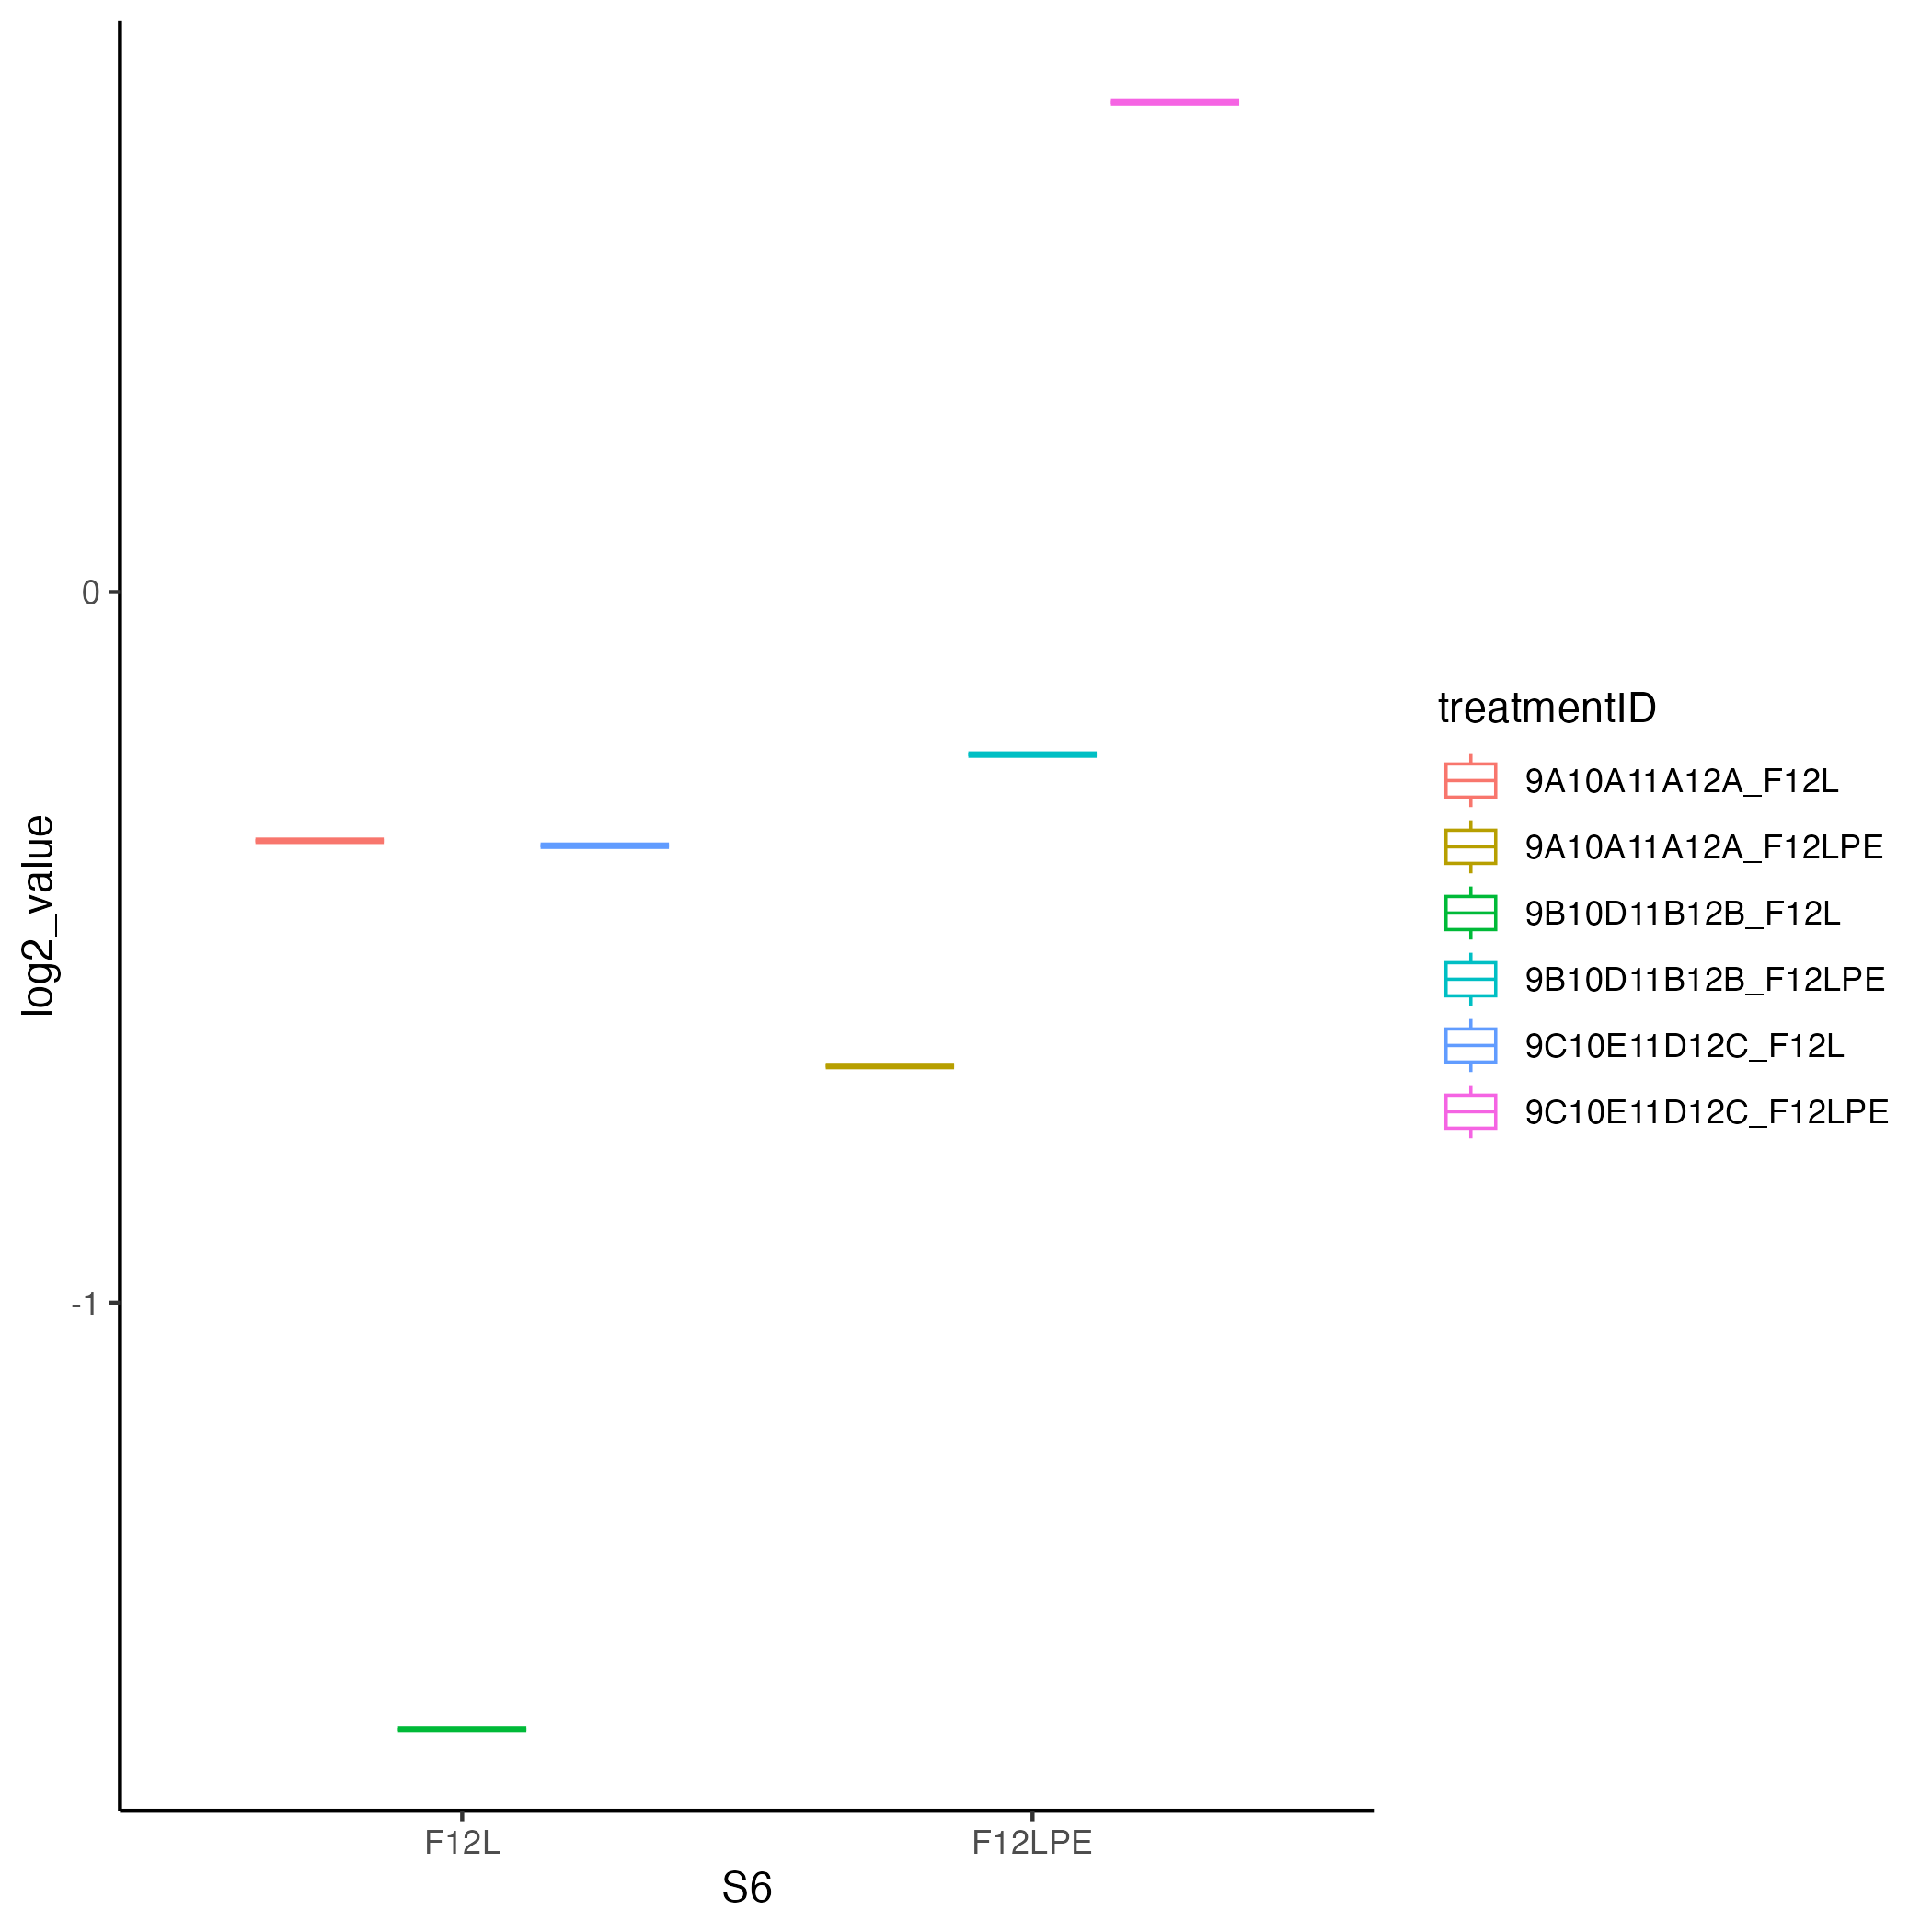 log2_value
0
-1
F12L
F12LPE
S6
treatmentID
9A10A11A12A_F12L
9A10A11A12A_F12LPE
9B10D11B12B_F12L
9B10D11B12B_F12LPE
9C10E11D12C_F12L
9C10E11D12C_F12LPE